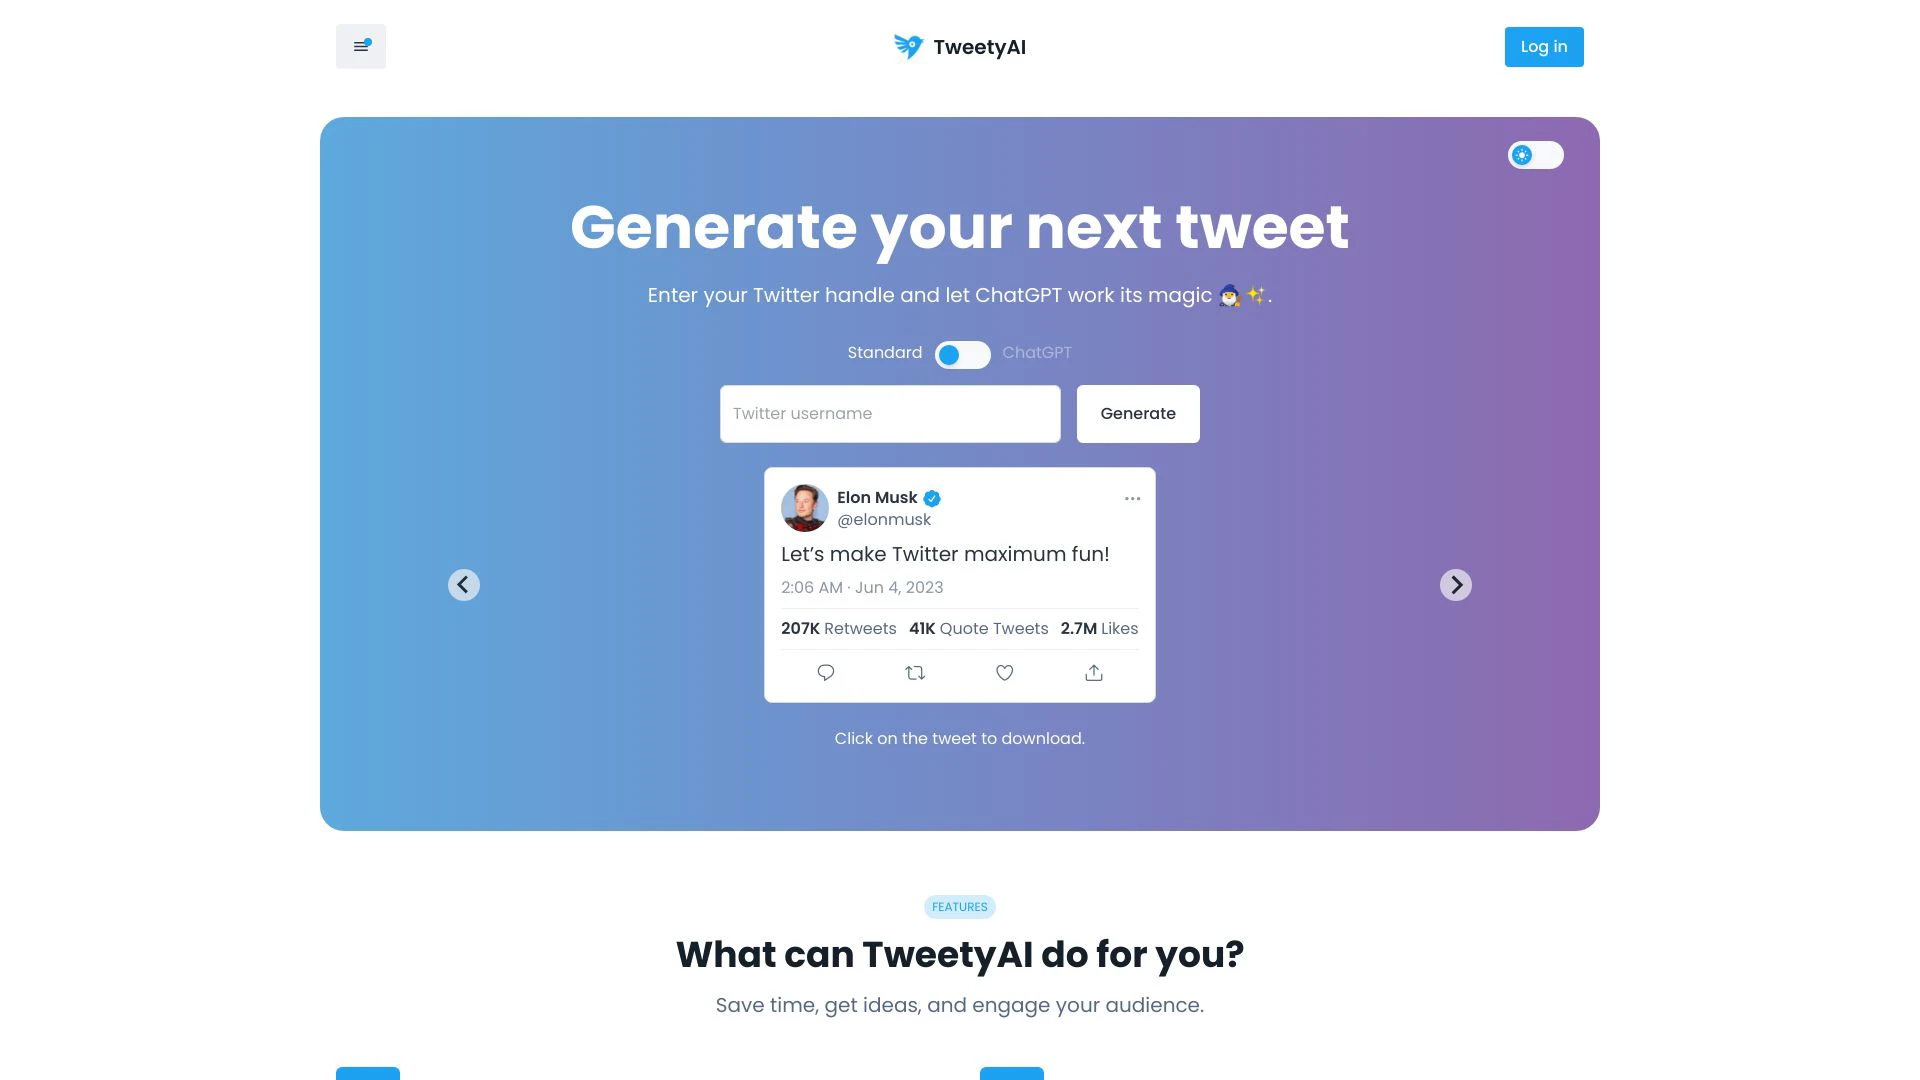 TweetyAI
Log in
Generate your next tweet
Enter your Twitter handle and let ChatGPT work its magic 🧙‍♂️✨.
Standard ChatGPT
Twitter username
Generate
Elon Musk
@elonmusk
Let’s make Twitter maximum fun!
2:06 AM · Jun 4, 2023
207K Retweets 41K Quote Tweets 2.7M Likes
Click on the tweet to download.
FEATURES
What can TweetyAI do for you?
Save time, get ideas, and engage your audience.